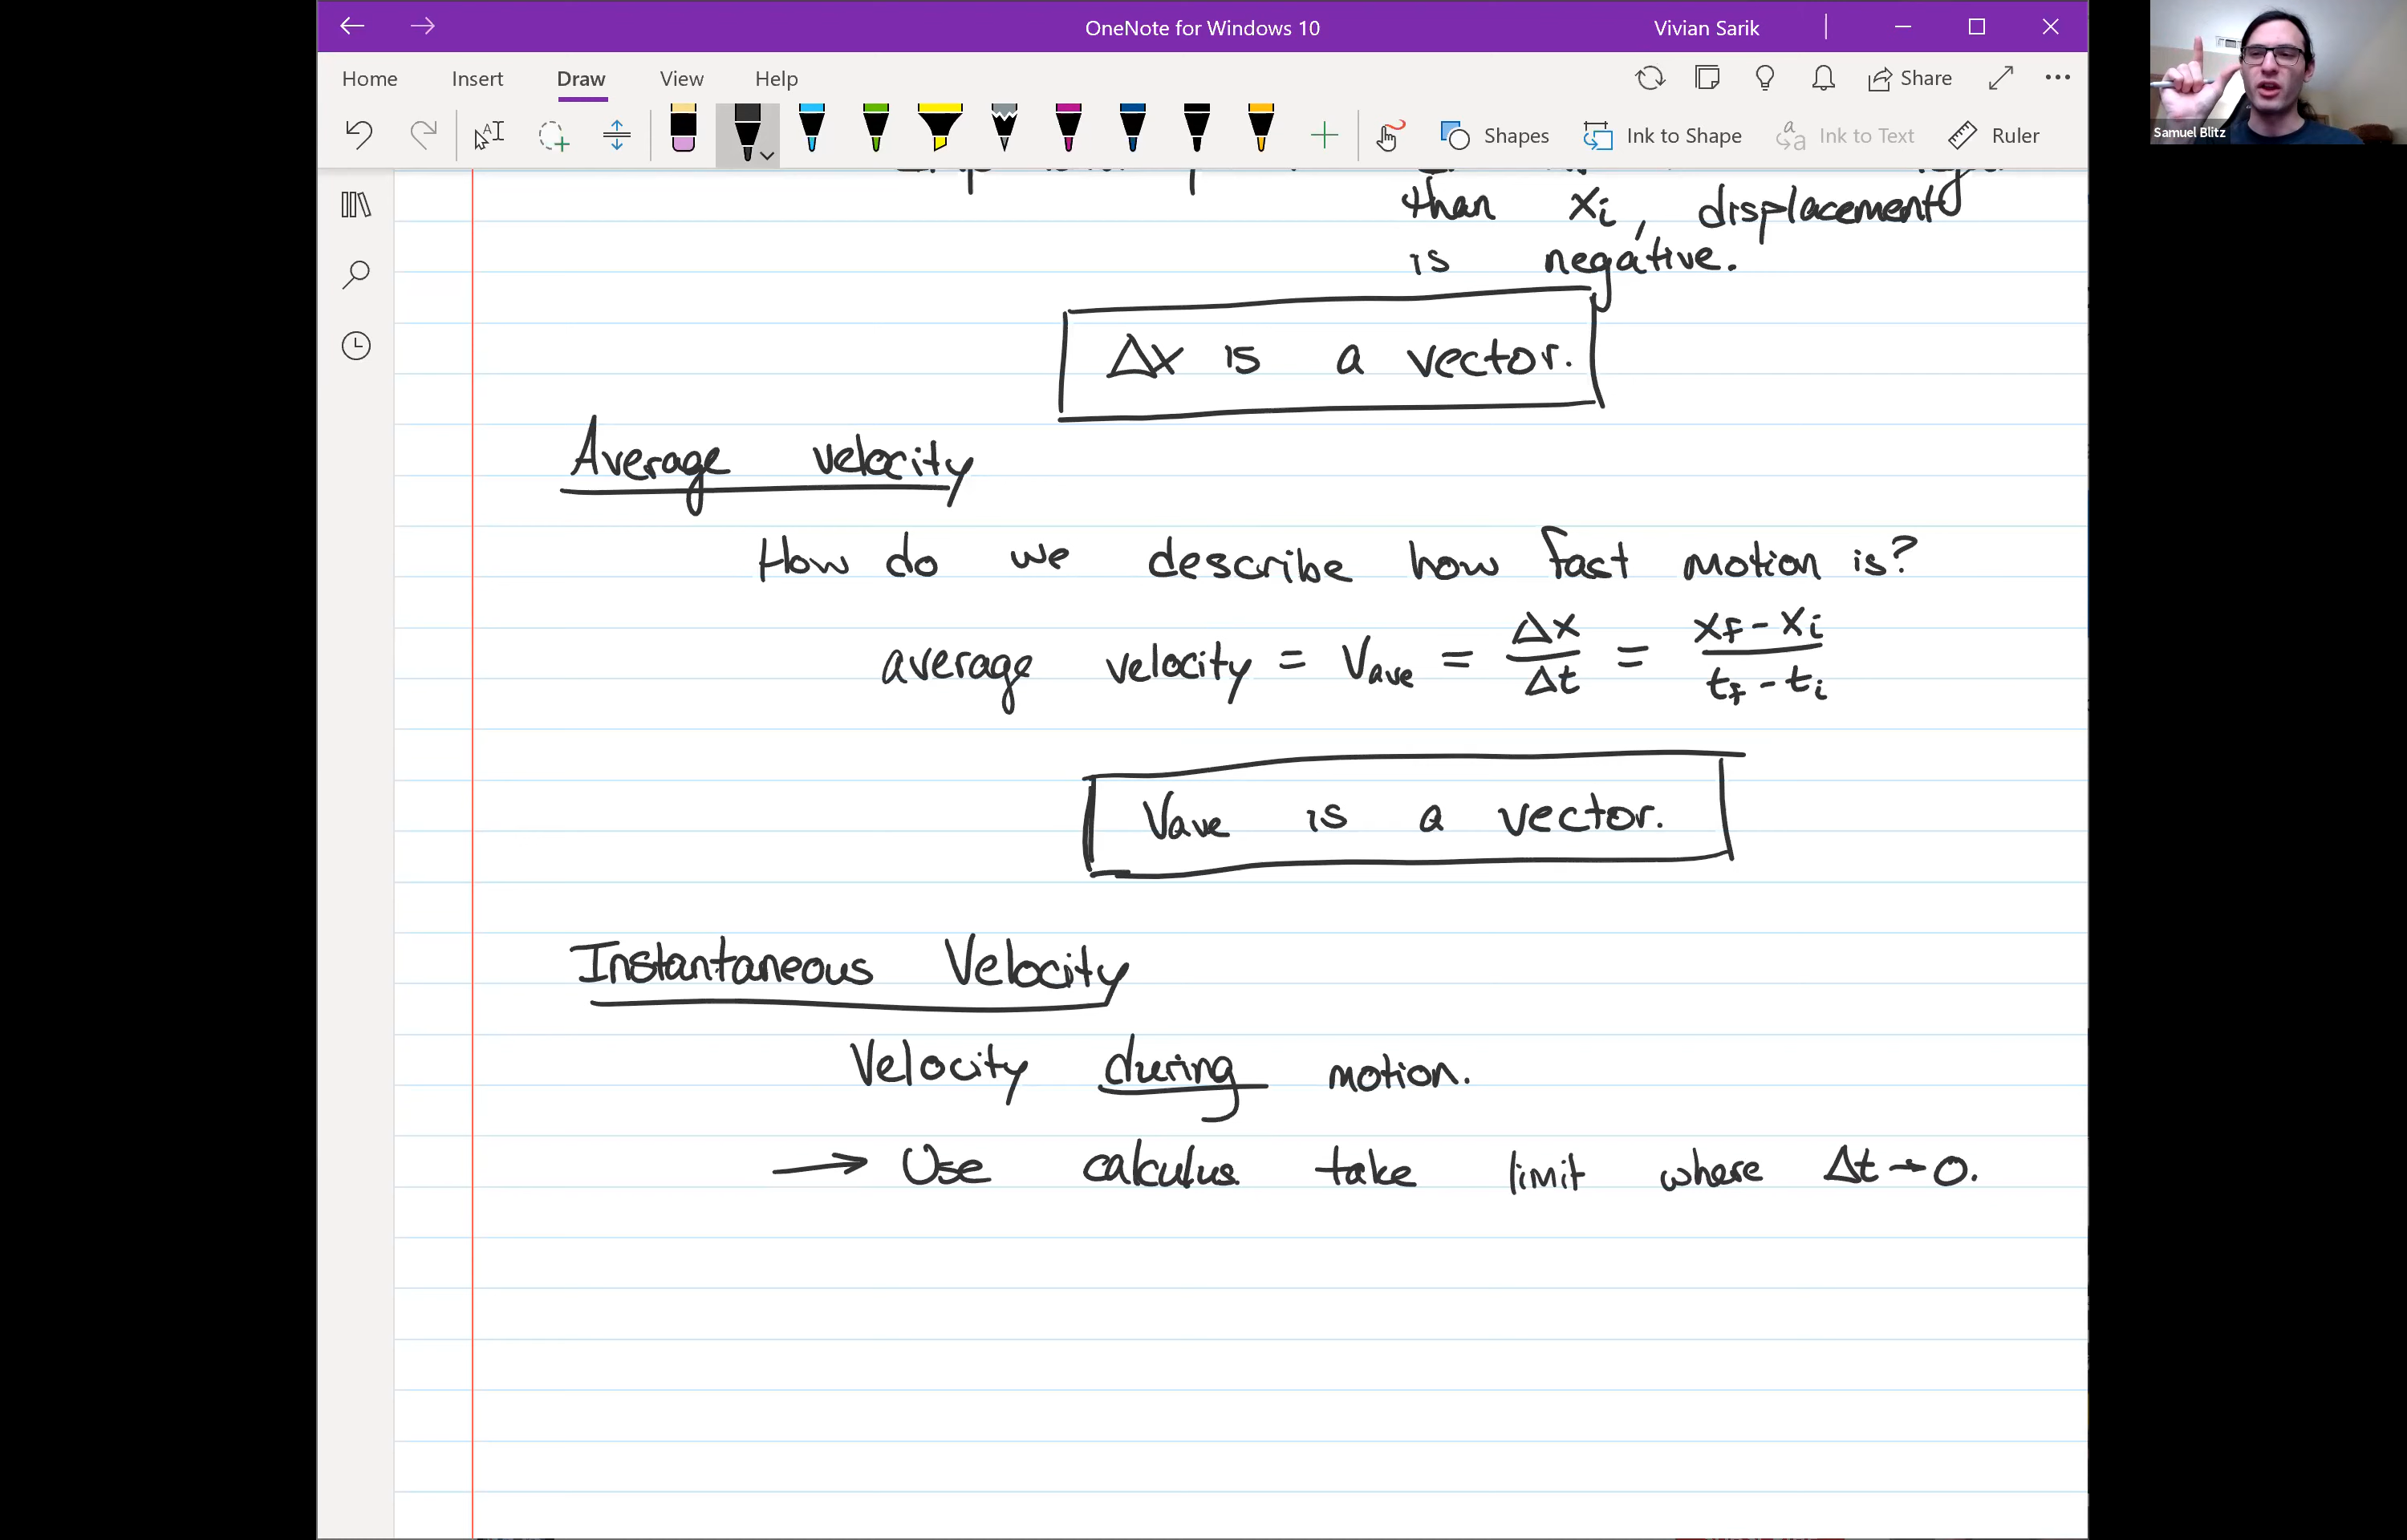 OneNote for Windows 10
Vivian Sarik
Home Insert Draw View Help
Share
Shapes Ink to Shape Ink to Text Ruler
Samuel Blitz
than xi, displacement
is negative.
Δx is a vector.
Average velocity
How do we describe how fast motion is?
average velocity = Vave = Δx/Δt = (xf - xi)/(tf - ti)
Vave is a vector.
Instantaneous Velocity
Velocity during motion.
→ Use calculus take limit where Δt → 0.